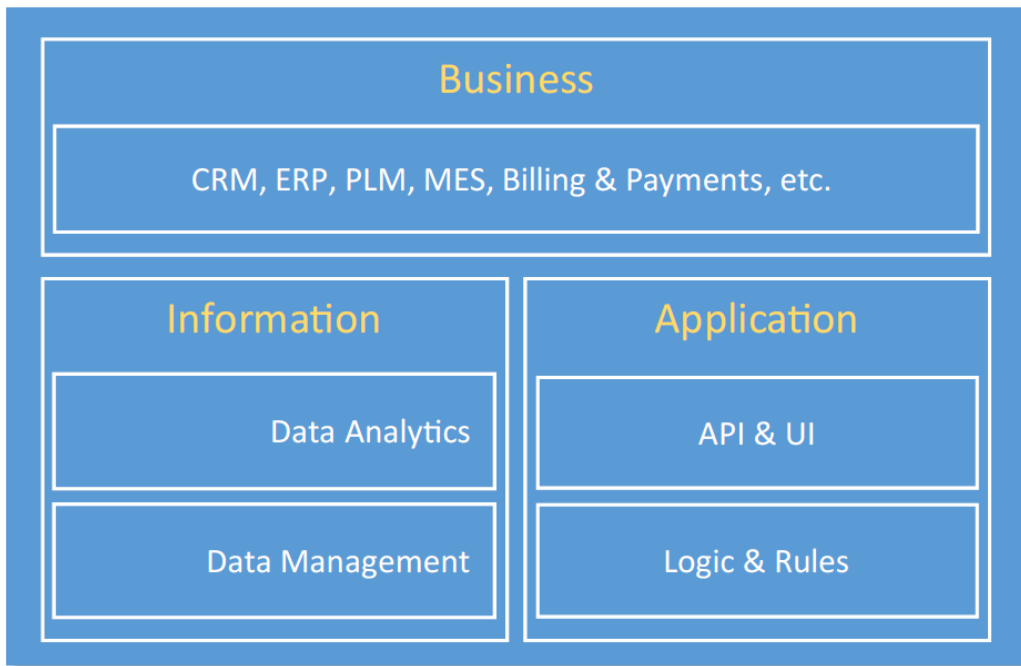 Business
CRM, ERP, PLM, MES, Billing & Payments, etc.
Information
Data Analytics
Data Management
Application
API & UI
Logic & Rules